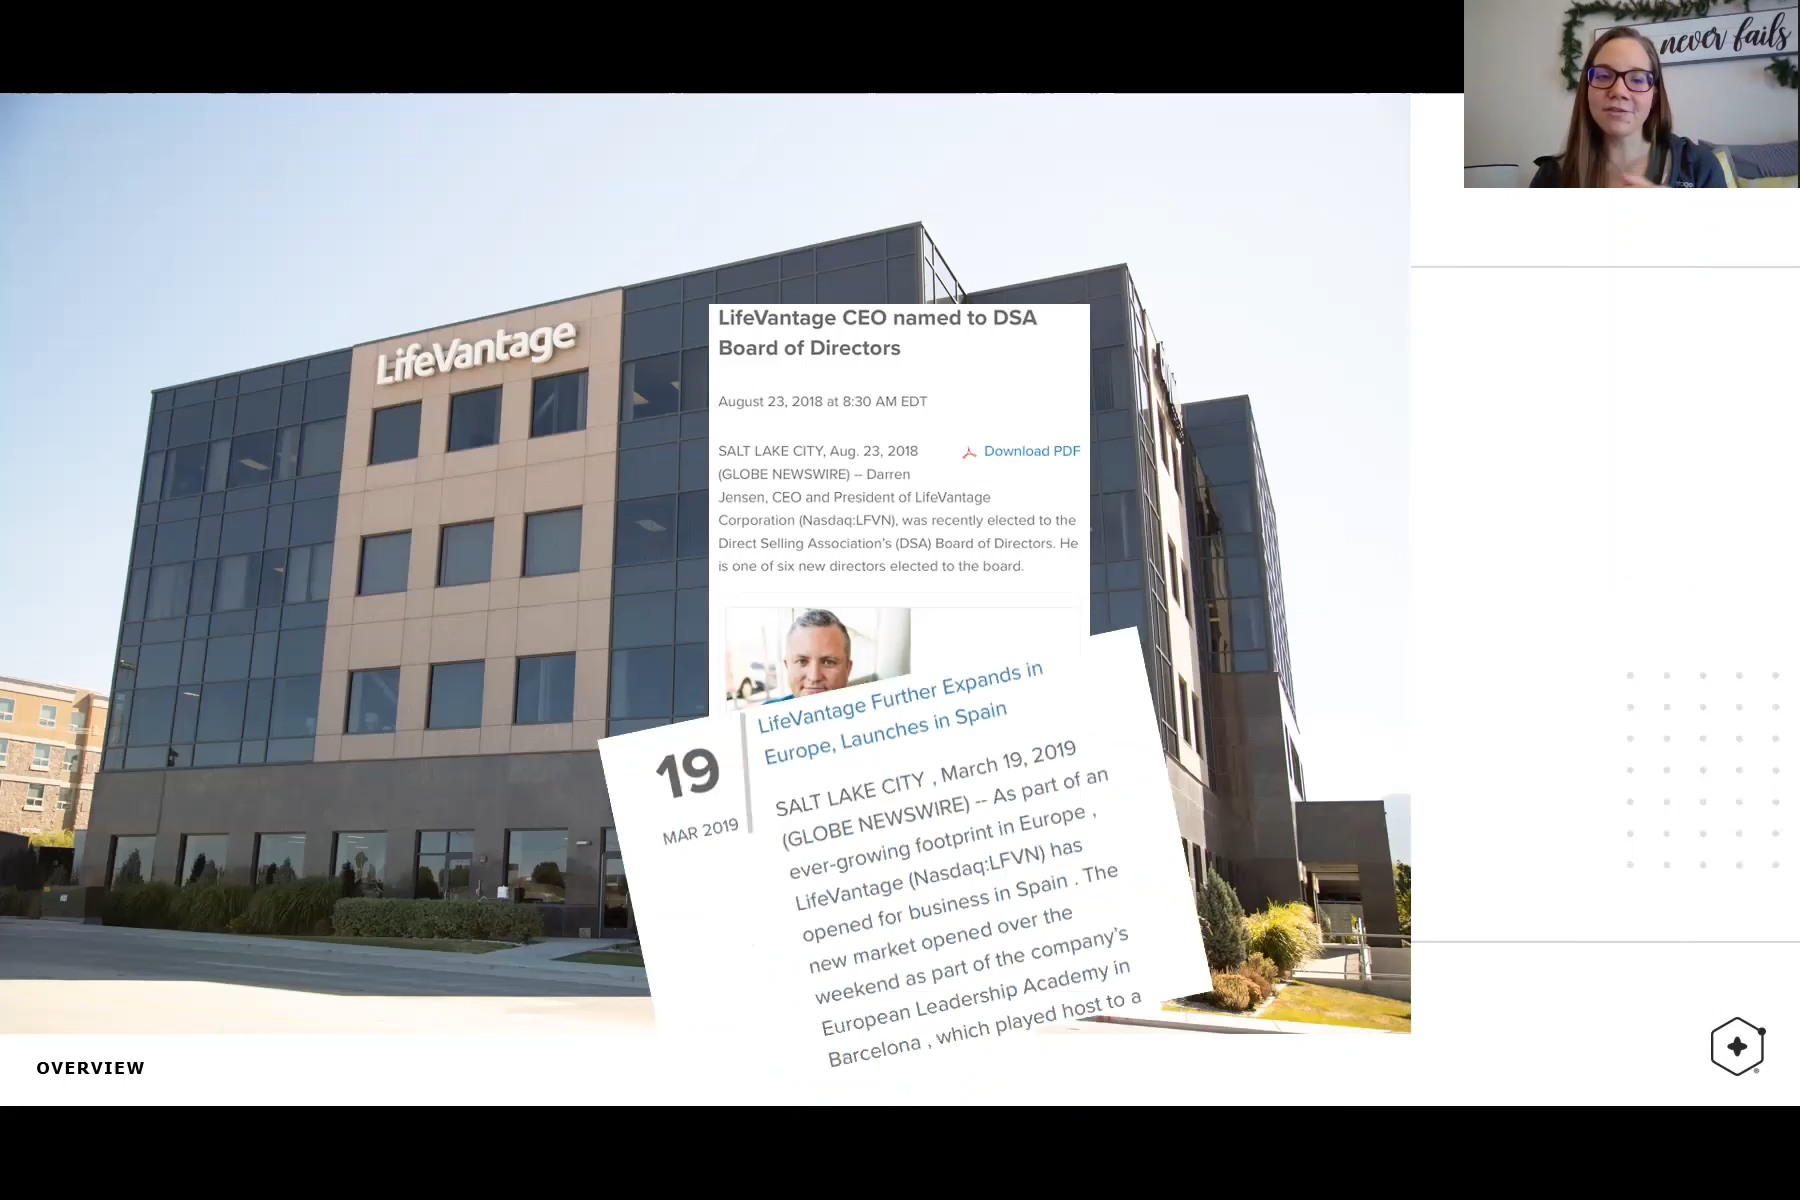 never fails
LifeVantage
LifeVantage CEO named to DSA
Board of Directors
August 23, 2018 at 8:30 AM EDT
SALT LAKE CITY, Aug. 23, 2018
Download PDF
(GLOBE NEWSWIRE) -- Darren
Jensen, CEO and President of LifeVantage
Corporation (Nasdaq:LFVN), was recently elected to the
Direct Selling Association's (DSA) Board of Directors. He
is one of six new directors elected to the board.
19
MAR 2019
LifeVantage Further Expands in
Europe, Launches in Spain
SALT LAKE CITY , March 19, 2019
(GLOBE NEWSWIRE) -- As part of an
ever-growing footprint in Europe ,
LifeVantage (Nasdaq:LFVN) has
opened for business in Spain . The
new market opened over the
weekend as part of the company's
European Leadership Academy in
Barcelona , which played host to a
OVERVIEW